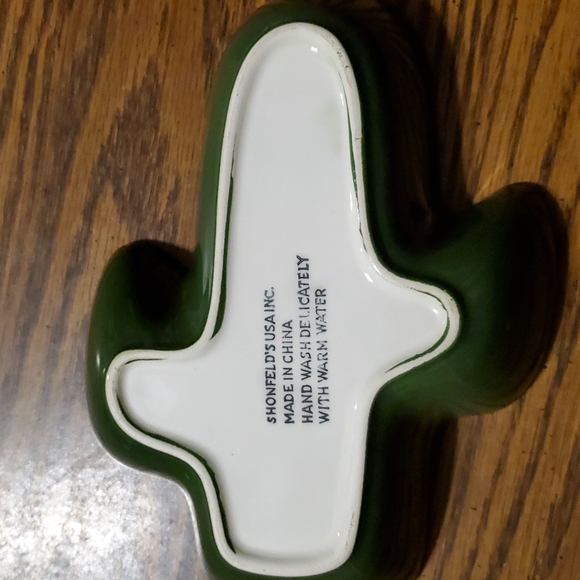 SHONFELD'S USA INC.
MADE IN CHINA
HAND WASH DELICATELY
WITH WARM WATER